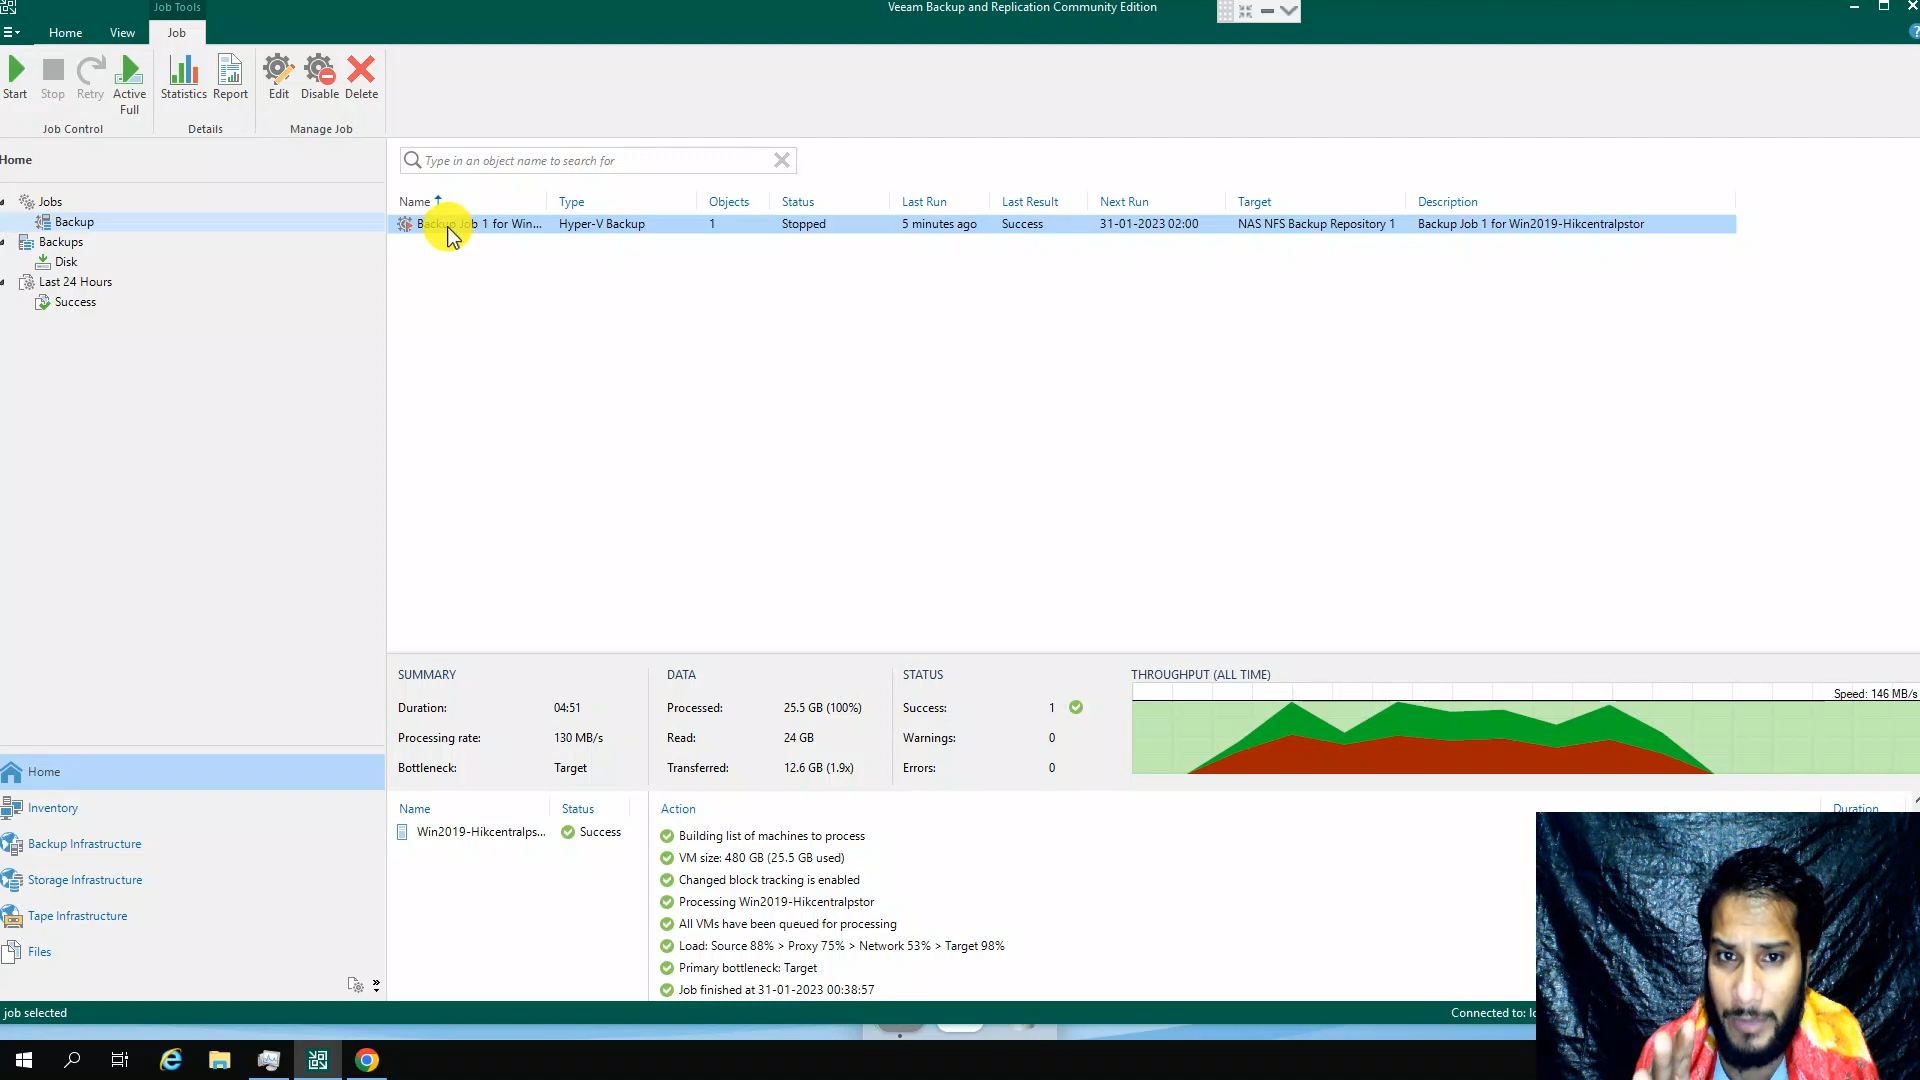 Job Tools
Veeam Backup and Replication Community Edition
Home View Job
Start Stop Retry Active Full Statistics Report Edit Disable Delete
Job Control Details Manage Job
Home
Type in an object name to search for
Jobs
Backup
Backups
Disk
Last 24 Hours
Success
Name Type Objects Status Last Run Last Result Next Run Target Description
Backup Job 1 for Win... Hyper-V Backup 1 Stopped 5 minutes ago Success 31-01-2023 02:00 NAS NFS Backup Repository 1 Backup Job 1 for Win2019-Hikcentralpstor
SUMMARY DATA STATUS THROUGHPUT (ALL TIME)
Speed: 146 MB/s
Duration: 04:51 Processed: 25.5 GB (100%) Success: 1
Processing rate: 130 MB/s Read: 24 GB Warnings: 0
Bottleneck: Target Transferred: 12.6 GB (1.9x) Errors: 0
Name Status Action Duration
Win2019-Hikcentralps... Success
Building list of machines to process
VM size: 480 GB (25.5 GB used)
Changed block tracking is enabled
Processing Win2019-Hikcentralpstor
All VMs have been queued for processing
Load: Source 88% > Proxy 75% > Network 53% > Target 98%
Primary bottleneck: Target
Job finished at 31-01-2023 00:38:57
Home
Inventory
Backup Infrastructure
Storage Infrastructure
Tape Infrastructure
Files
job selected
Connected to: